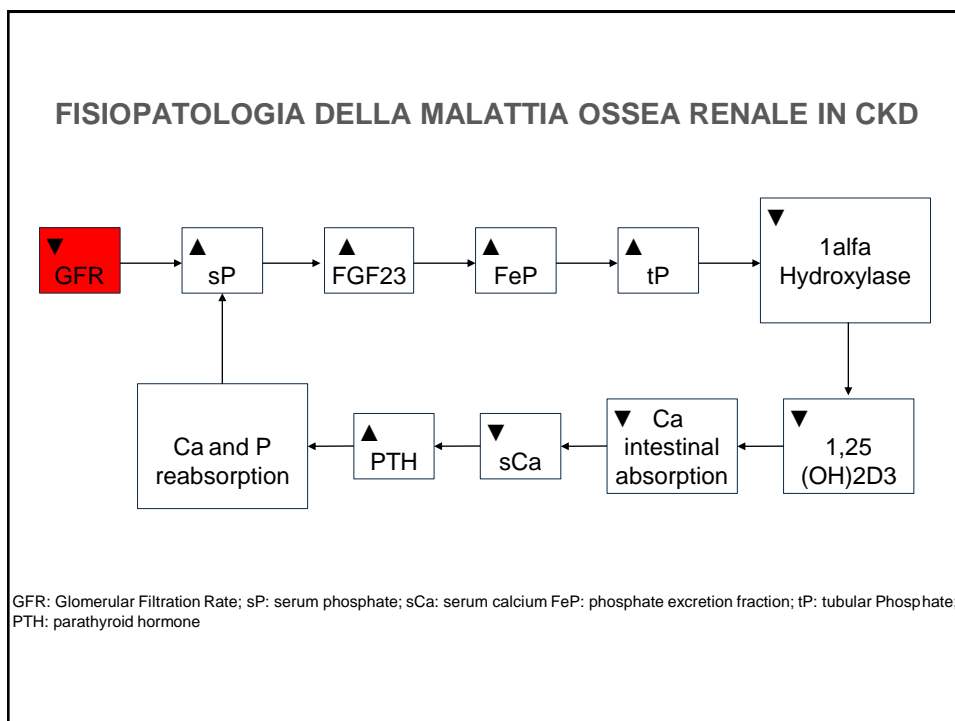 FISIOPATOLOGIA DELLA MALATTIA OSSEA RENALE IN CKD
▼
GFR
▲
sP
▲
FGF23
▲
FeP
▲
tP
▼
1alfa
Hydroxylase
▼
1,25
(OH)2D3
▼ Ca
intestinal
absorption
▼
sCa
▲
PTH
Ca and P
reabsorption
GFR: Glomerular Filtration Rate; sP: serum phosphate; sCa: serum calcium FeP: phosphate excretion fraction; tP: tubular Phosphate;
PTH: parathyroid hormone